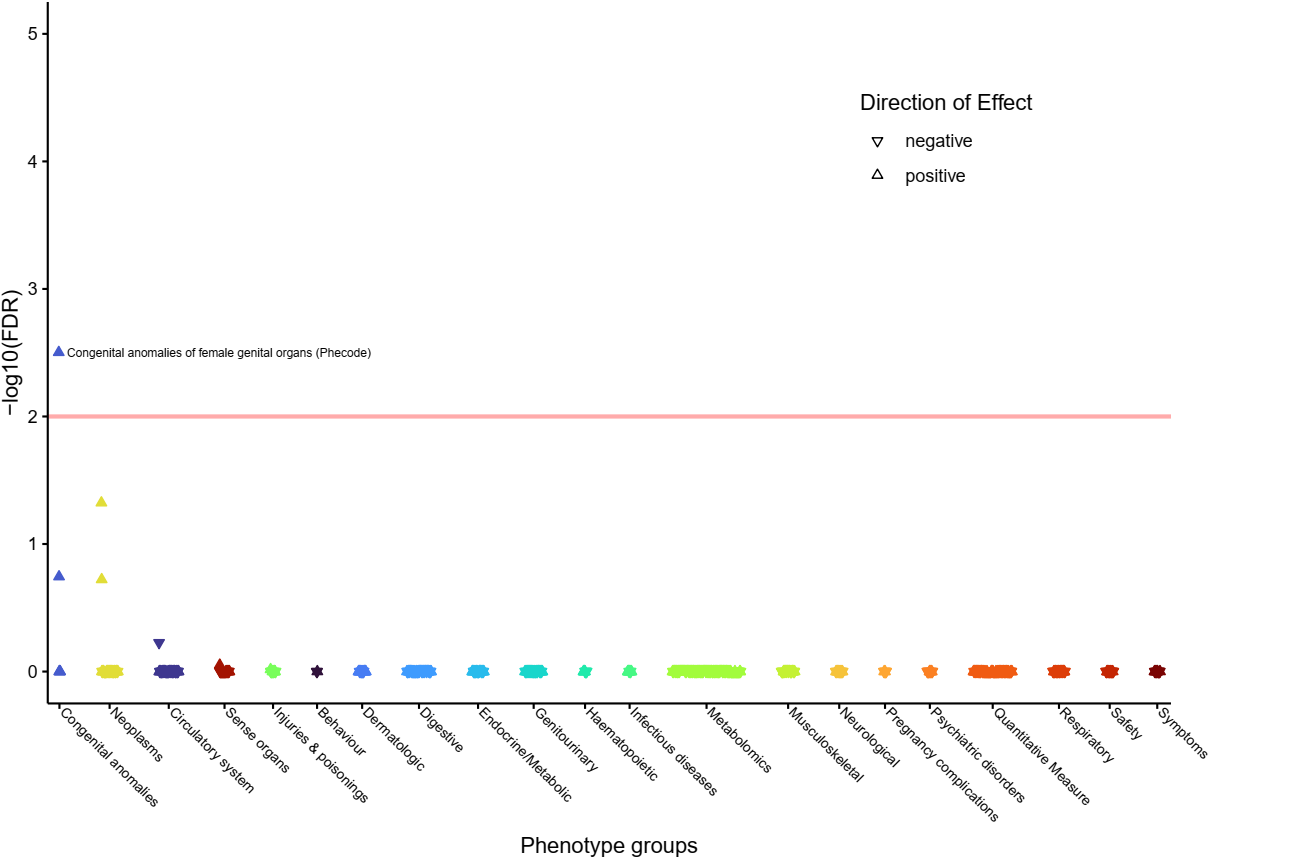 5
4
3
2
1
0
−log10(FDR)
Direction of Effect
negative
positive
Congenital anomalies of female genital organs (Phecode)
Congenital anomalies
Neoplasms
Circulatory system
Sense organs
Injuries & poisonings
Behaviour
Dermatologic
Digestive
Endocrine/Metabolic
Genitourinary
Haematopoietic
Infectious diseases
Metabolomics
Musculoskeletal
Neurological
Pregnancy complications
Psychiatric disorders
Quantitative Measure
Respiratory
Safety
Symptoms
Phenotype groups